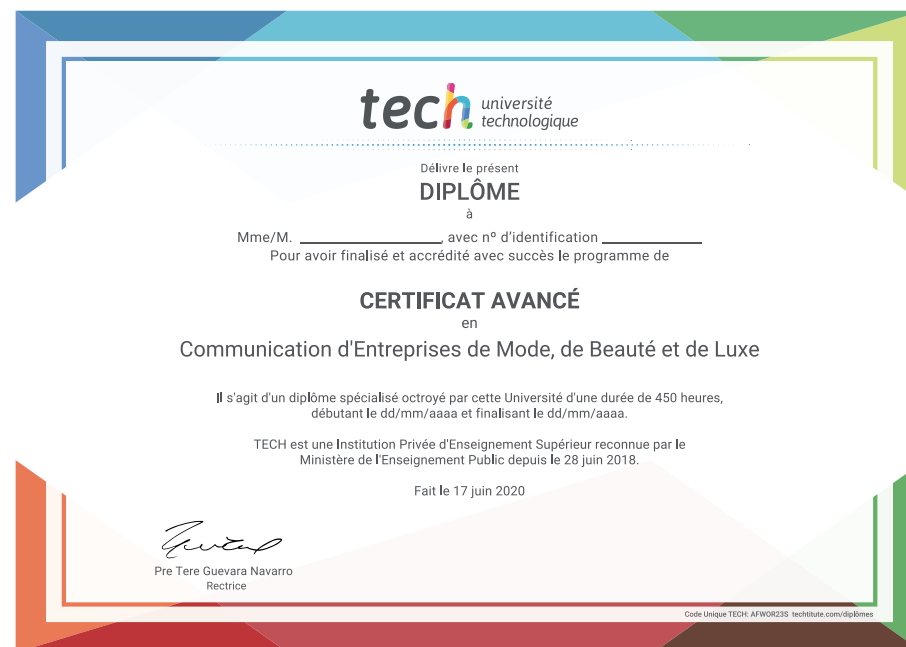 tech université
technologique
Délivre le présent
DIPLÔME
à
Mme/M. ____________________, avec nº d'identification ______________
Pour avoir finalisé et accrédité avec succès le programme de
CERTIFICAT AVANCÉ
en
Communication d'Entreprises de Mode, de Beauté et de Luxe
Il s'agit d'un diplôme spécialisé octroyé par cette Université d'une durée de 450 heures,
débutant le dd/mm/aaaa et finalisant le dd/mm/aaaa.
TECH est une Institution Privée d'Enseignement Supérieur reconnue par le
Ministère de l'Enseignement Public depuis le 28 juin 2018.
Fait le 17 juin 2020
Pre Tere Guevara Navarro
Rectrice
Code Unique TECH: AFWOR23S techtitute.com/diplômes